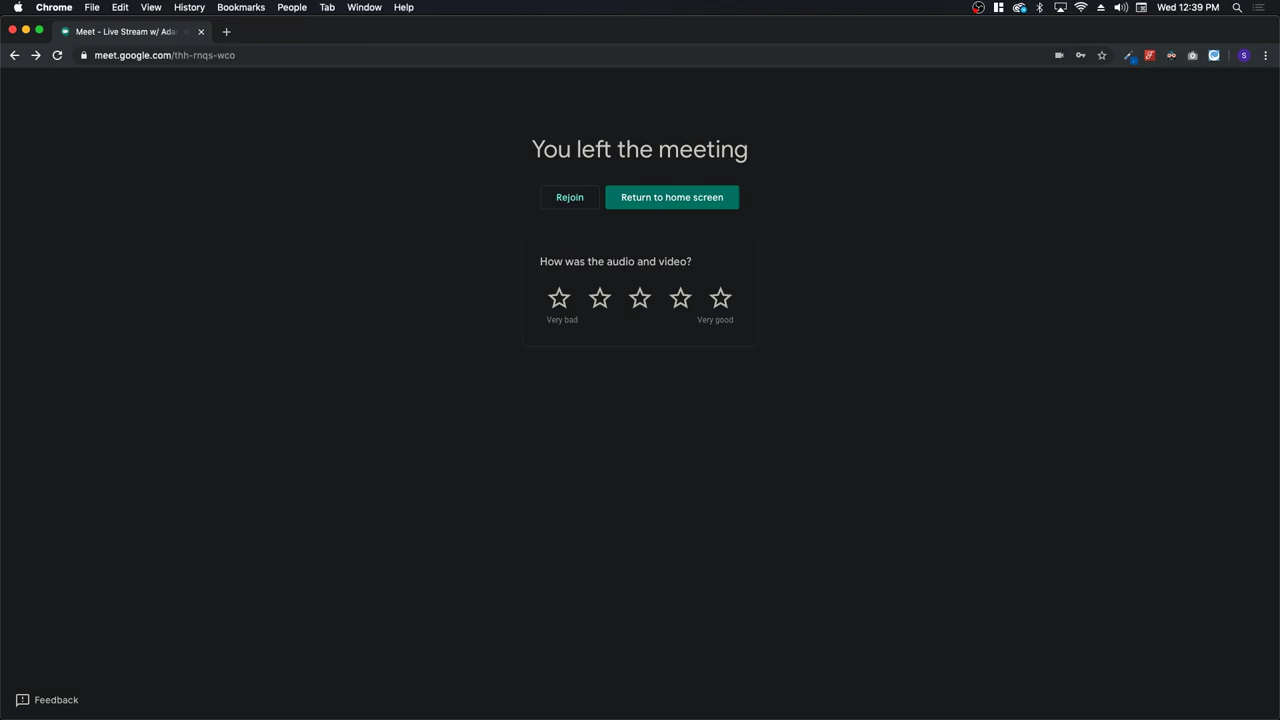 Chrome File Edit View History Bookmarks People Tab Window Help Wed 12:39 PM
Meet - Live Stream w/ Ada
meet.google.com/thh-rnqs-wco S
You left the meeting
Rejoin Return to home screen
How was the audio and video?
Very bad Very good
Feedback